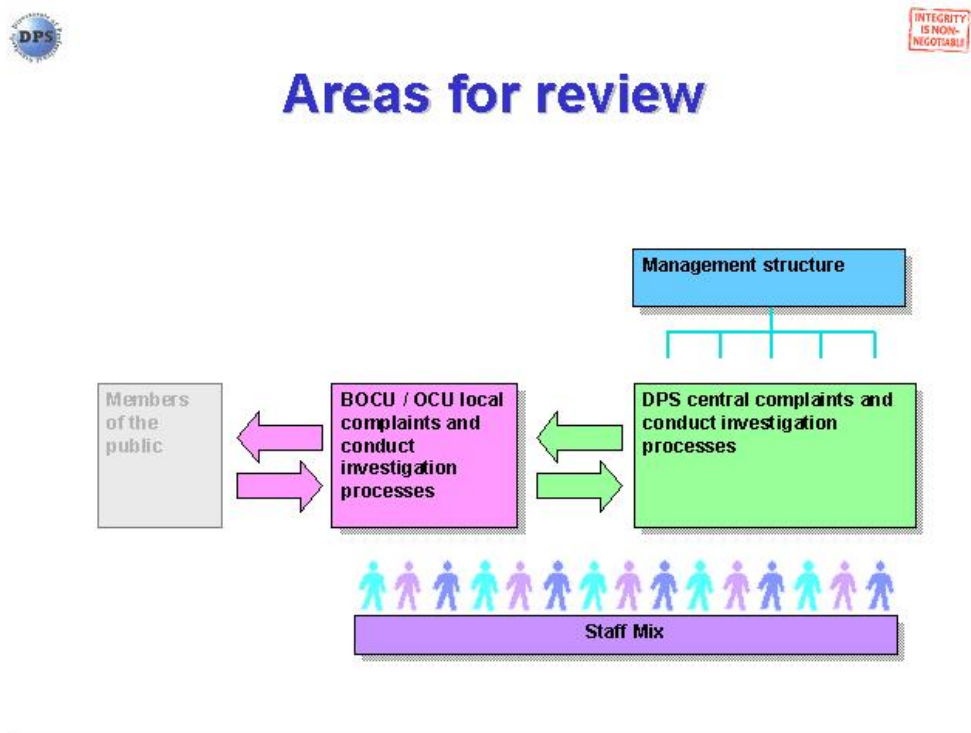 DPS
INTEGRITY
IS NON-
NEGOTIABLE
Areas for review
Management structure
Members
of the
public
BOCU / OCU local
complaints and
conduct
investigation
processes
DPS central complaints and
conduct investigation
processes
Staff Mix